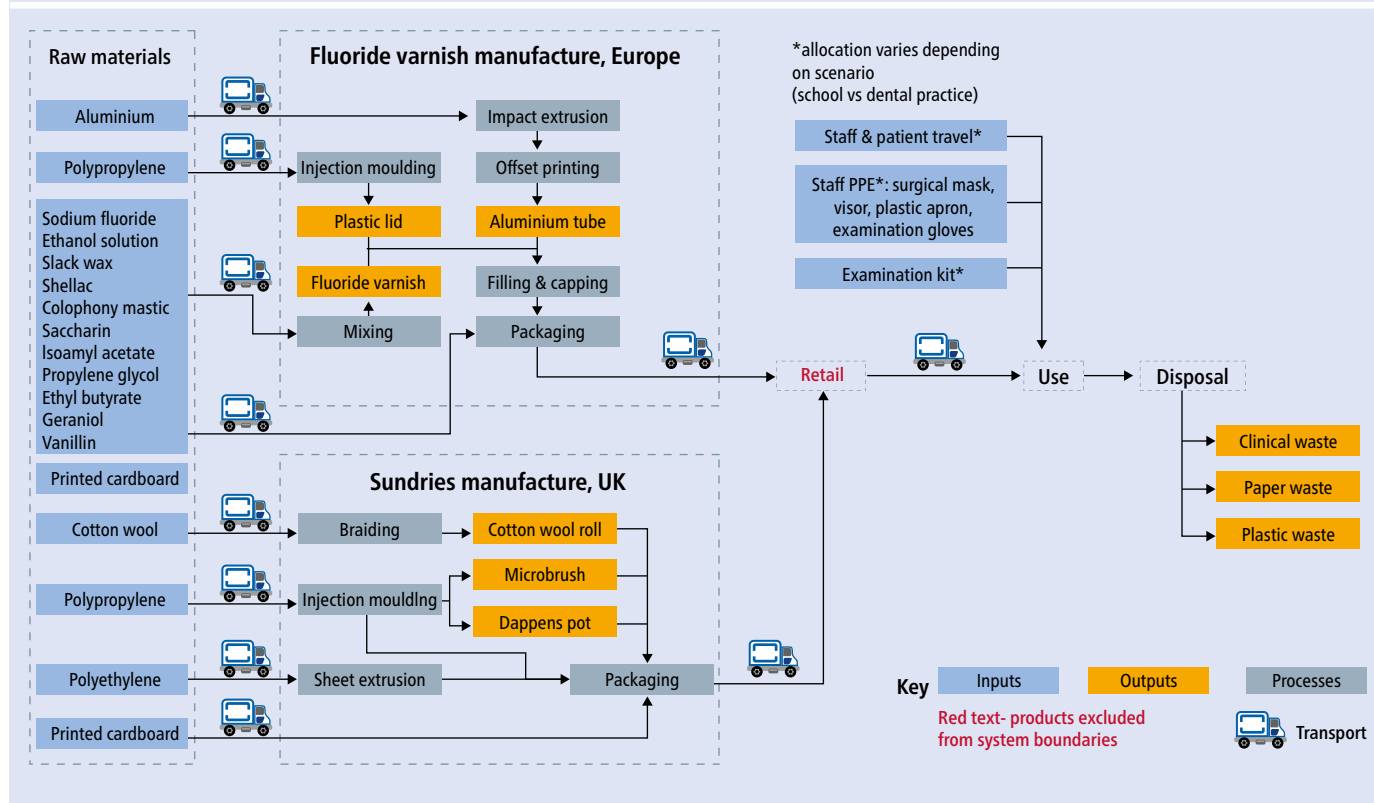 Raw materials
Aluminium
Polypropylene
Sodium fluoride
Ethanol solution
Slack wax
Shellac
Colophony mastic
Saccharin
Isoamyl acetate
Propylene glycol
Ethyl butyrate
Geraniol
Vanillin
Printed cardboard
Cotton wool
Polypropylene
Polyethylene
Printed cardboard
Fluoride varnish manufacture, Europe
Impact extrusion
Injection moulding
Offset printing
Plastic lid
Aluminium tube
Fluoride varnish
Filling & capping
Mixing
Packaging
Sundries manufacture, UK
Braiding
Cotton wool roll
Microbrush
Injection mouldlng
Dappens pot
Sheet extrusion
Packaging
*allocation varies depending
on scenario
(school vs dental practice)
Staff & patient travel*
Staff PPE*: surgical mask,
visor, plastic apron,
examination gloves
Examination kit*
Retail
Use
Disposal
Clinical waste
Paper waste
Plastic waste
Key
Inputs
Outputs
Processes
Red text- products excluded
from system boundaries
Transport